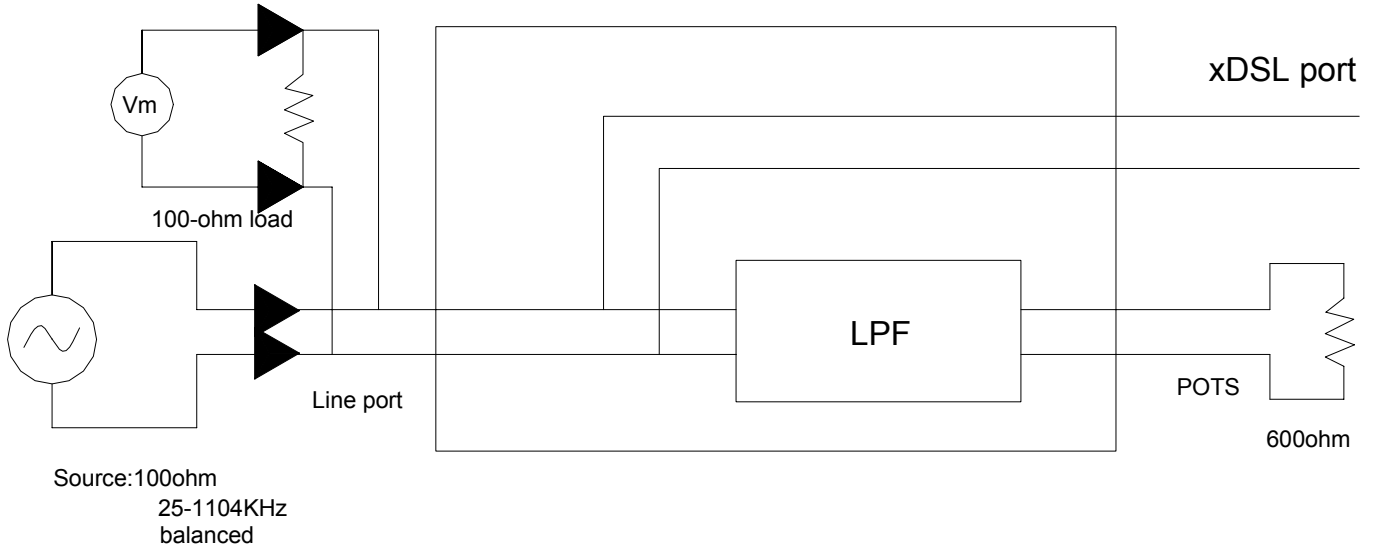 xDSL port
Vm
100-ohm load
LPF
Line port
POTS
600ohm
Source:100ohm
25-1104KHz
balanced